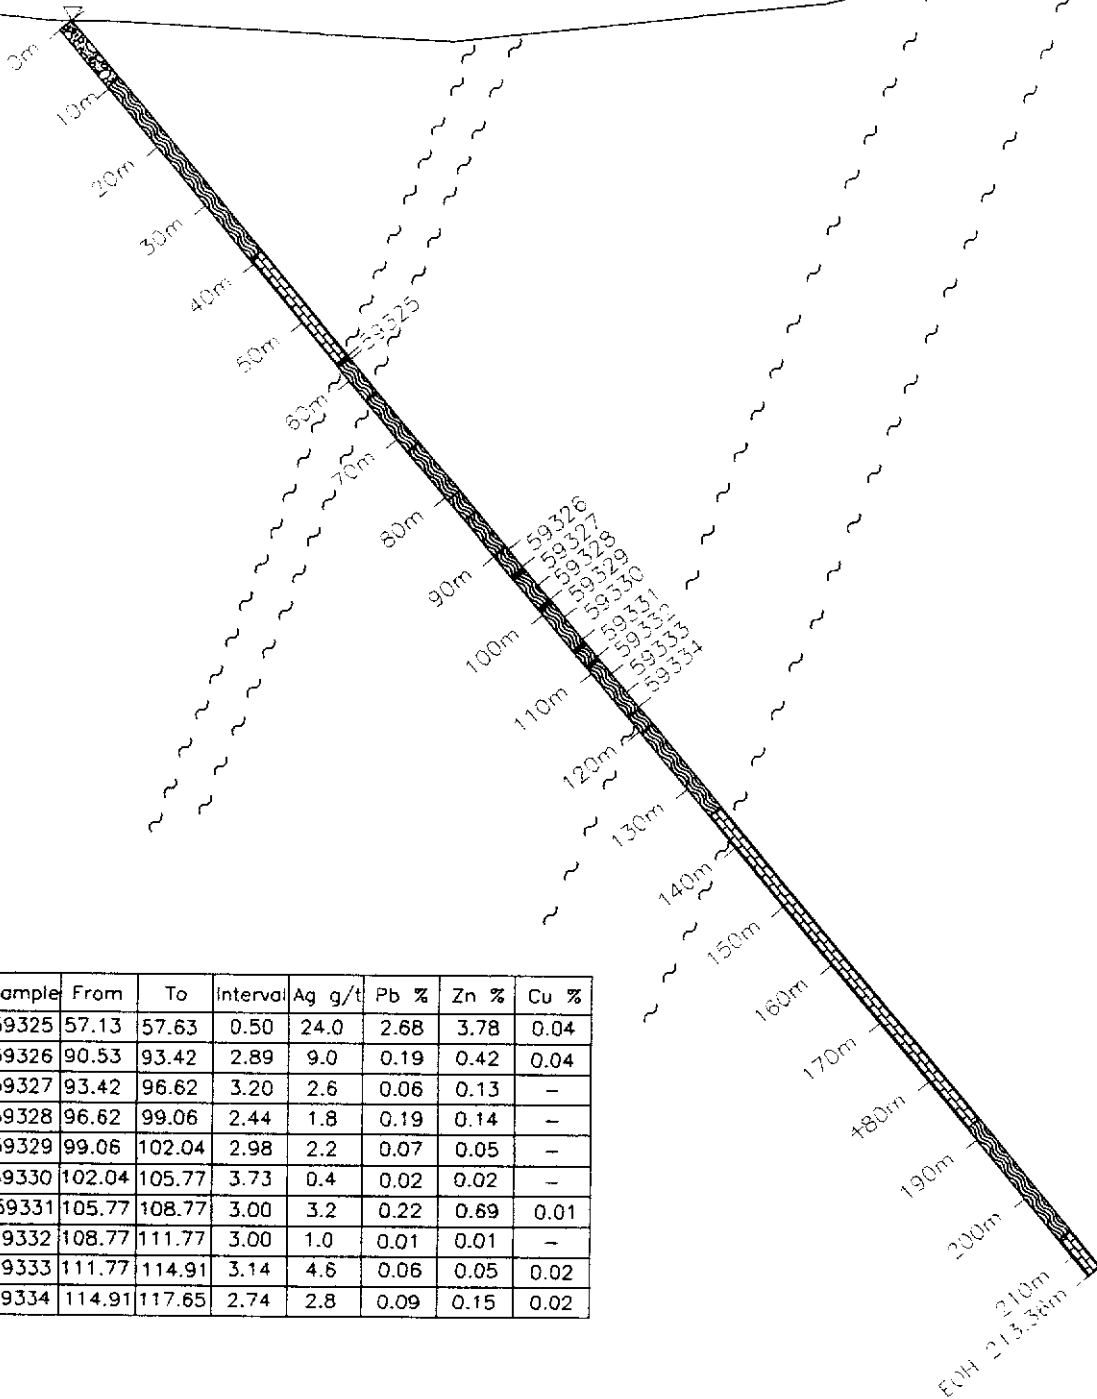 0m
10m
20m
30m
40m
50m
59325
60m
70m
80m
59326
59327
59328
59329
59330
59331
59332
59333
59334
90m
100m
110m
120m
130m
140m
150m
160m
170m
180m
190m
200m
210m
EOH 213.36m
ample From To Interval Ag g/t Pb % Zn % Cu %
59325 57.13 57.63 0.50 24.0 2.68 3.78 0.04
59326 90.53 93.42 2.89 9.0 0.19 0.42 0.04
59327 93.42 96.62 3.20 2.6 0.06 0.13 –
59328 96.62 99.06 2.44 1.8 0.19 0.14 –
59329 99.06 102.04 2.98 2.2 0.07 0.05 –
9330 102.04 105.77 3.73 0.4 0.02 0.02 –
59331 105.77 108.77 3.00 3.2 0.22 0.69 0.01
9332 108.77 111.77 3.00 1.0 0.01 0.01 –
9333 111.77 114.91 3.14 4.6 0.06 0.05 0.02
9334 114.91 117.65 2.74 2.8 0.09 0.15 0.02